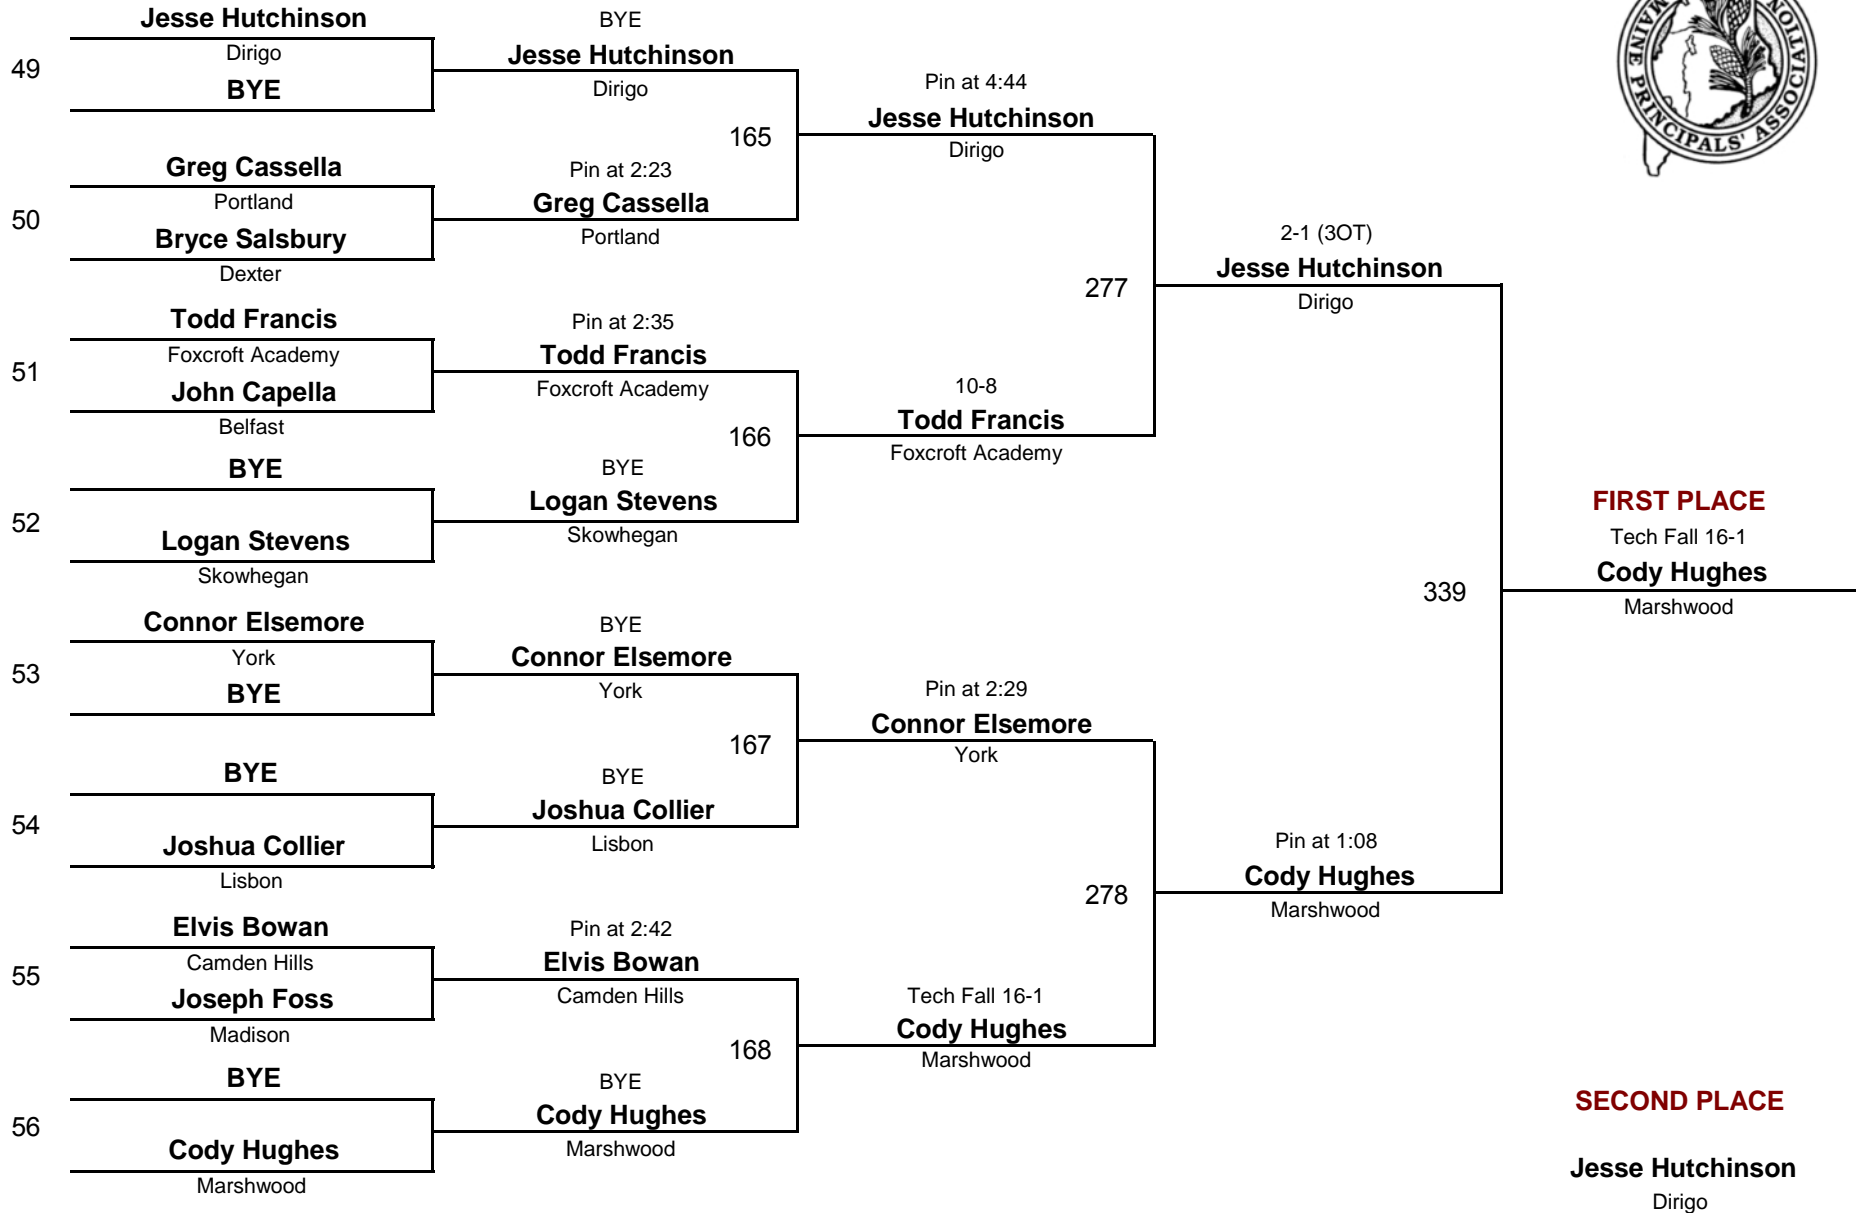 Jesse Hutchinson
Dirigo
49
BYE
Greg Cassella
Portland
50
Bryce Salsbury
Dexter
Todd Francis
Foxcroft Academy
51
John Capella
Belfast
BYE
52
Logan Stevens
Skowhegan
Connor Elsemore
York
53
BYE
BYE
54
Joshua Collier
Lisbon
Elvis Bowan
Camden Hills
55
Joseph Foss
Madison
BYE
56
Cody Hughes
Marshwood
BYE
Jesse Hutchinson
Dirigo
165
Pin at 2:23
Greg Cassella
Portland
Pin at 2:35
Todd Francis
Foxcroft Academy
166
BYE
Logan Stevens
Skowhegan
BYE
Connor Elsemore
York
167
BYE
Joshua Collier
Lisbon
Pin at 2:42
Elvis Bowan
Camden Hills
168
BYE
Cody Hughes
Marshwood
Pin at 4:44
Jesse Hutchinson
Dirigo
277
10-8
Todd Francis
Foxcroft Academy
Pin at 2:29
Connor Elsemore
York
278
Tech Fall 16-1
Cody Hughes
Marshwood
2-1 (3OT)
Jesse Hutchinson
Dirigo
339
Pin at 1:08
Cody Hughes
Marshwood
MAINE PRINCIPALS' ASSOCIATION
FIRST PLACE
Tech Fall 16-1
Cody Hughes
Marshwood
SECOND PLACE
Jesse Hutchinson
Dirigo